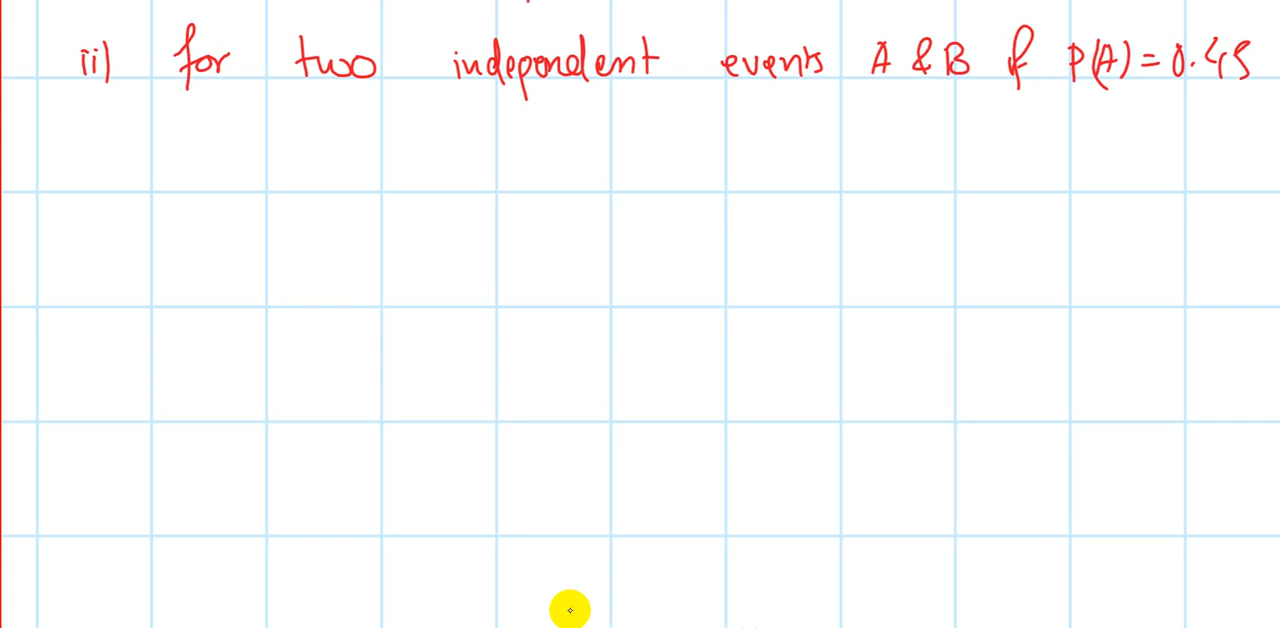 ii) for two independent events A & B if P(A) = 0.45